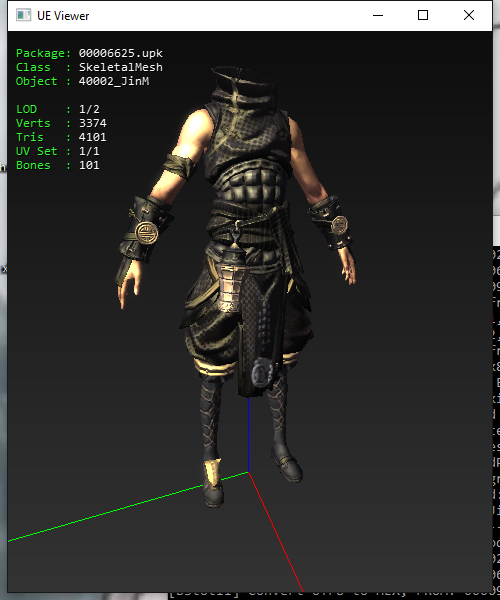 UE Viewer
Package: 00006625.upk
Class : SkeletalMesh
Object : 40002_JinM
LOD : 1/2
Verts : 3374
Tris : 4101
UV Set : 1/1
Bones : 101